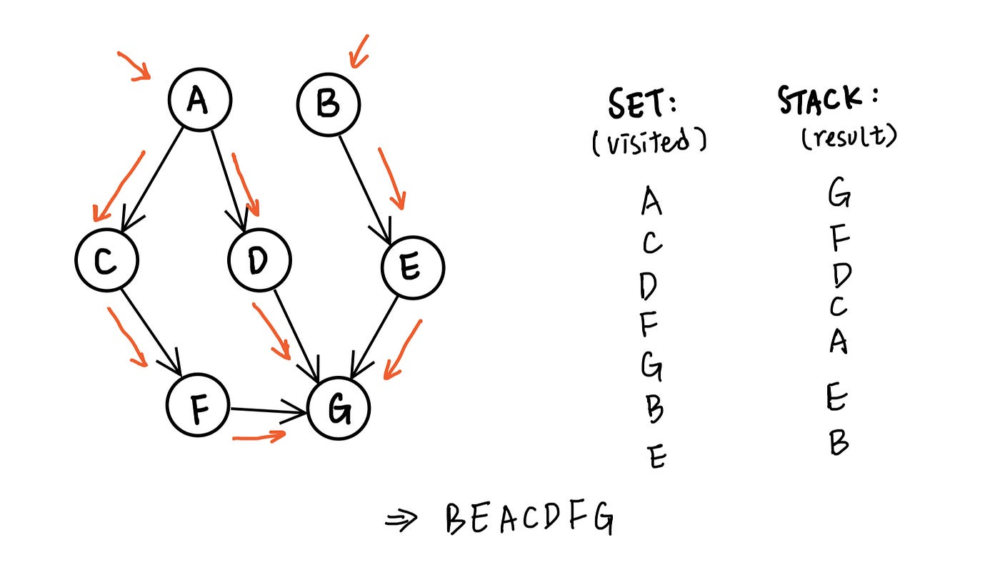 A B
C D E
F G
SET: STACK:
(visited) (result)
A G
C F
D D
F C
G A
B E
E B
⇒ BEACDFG